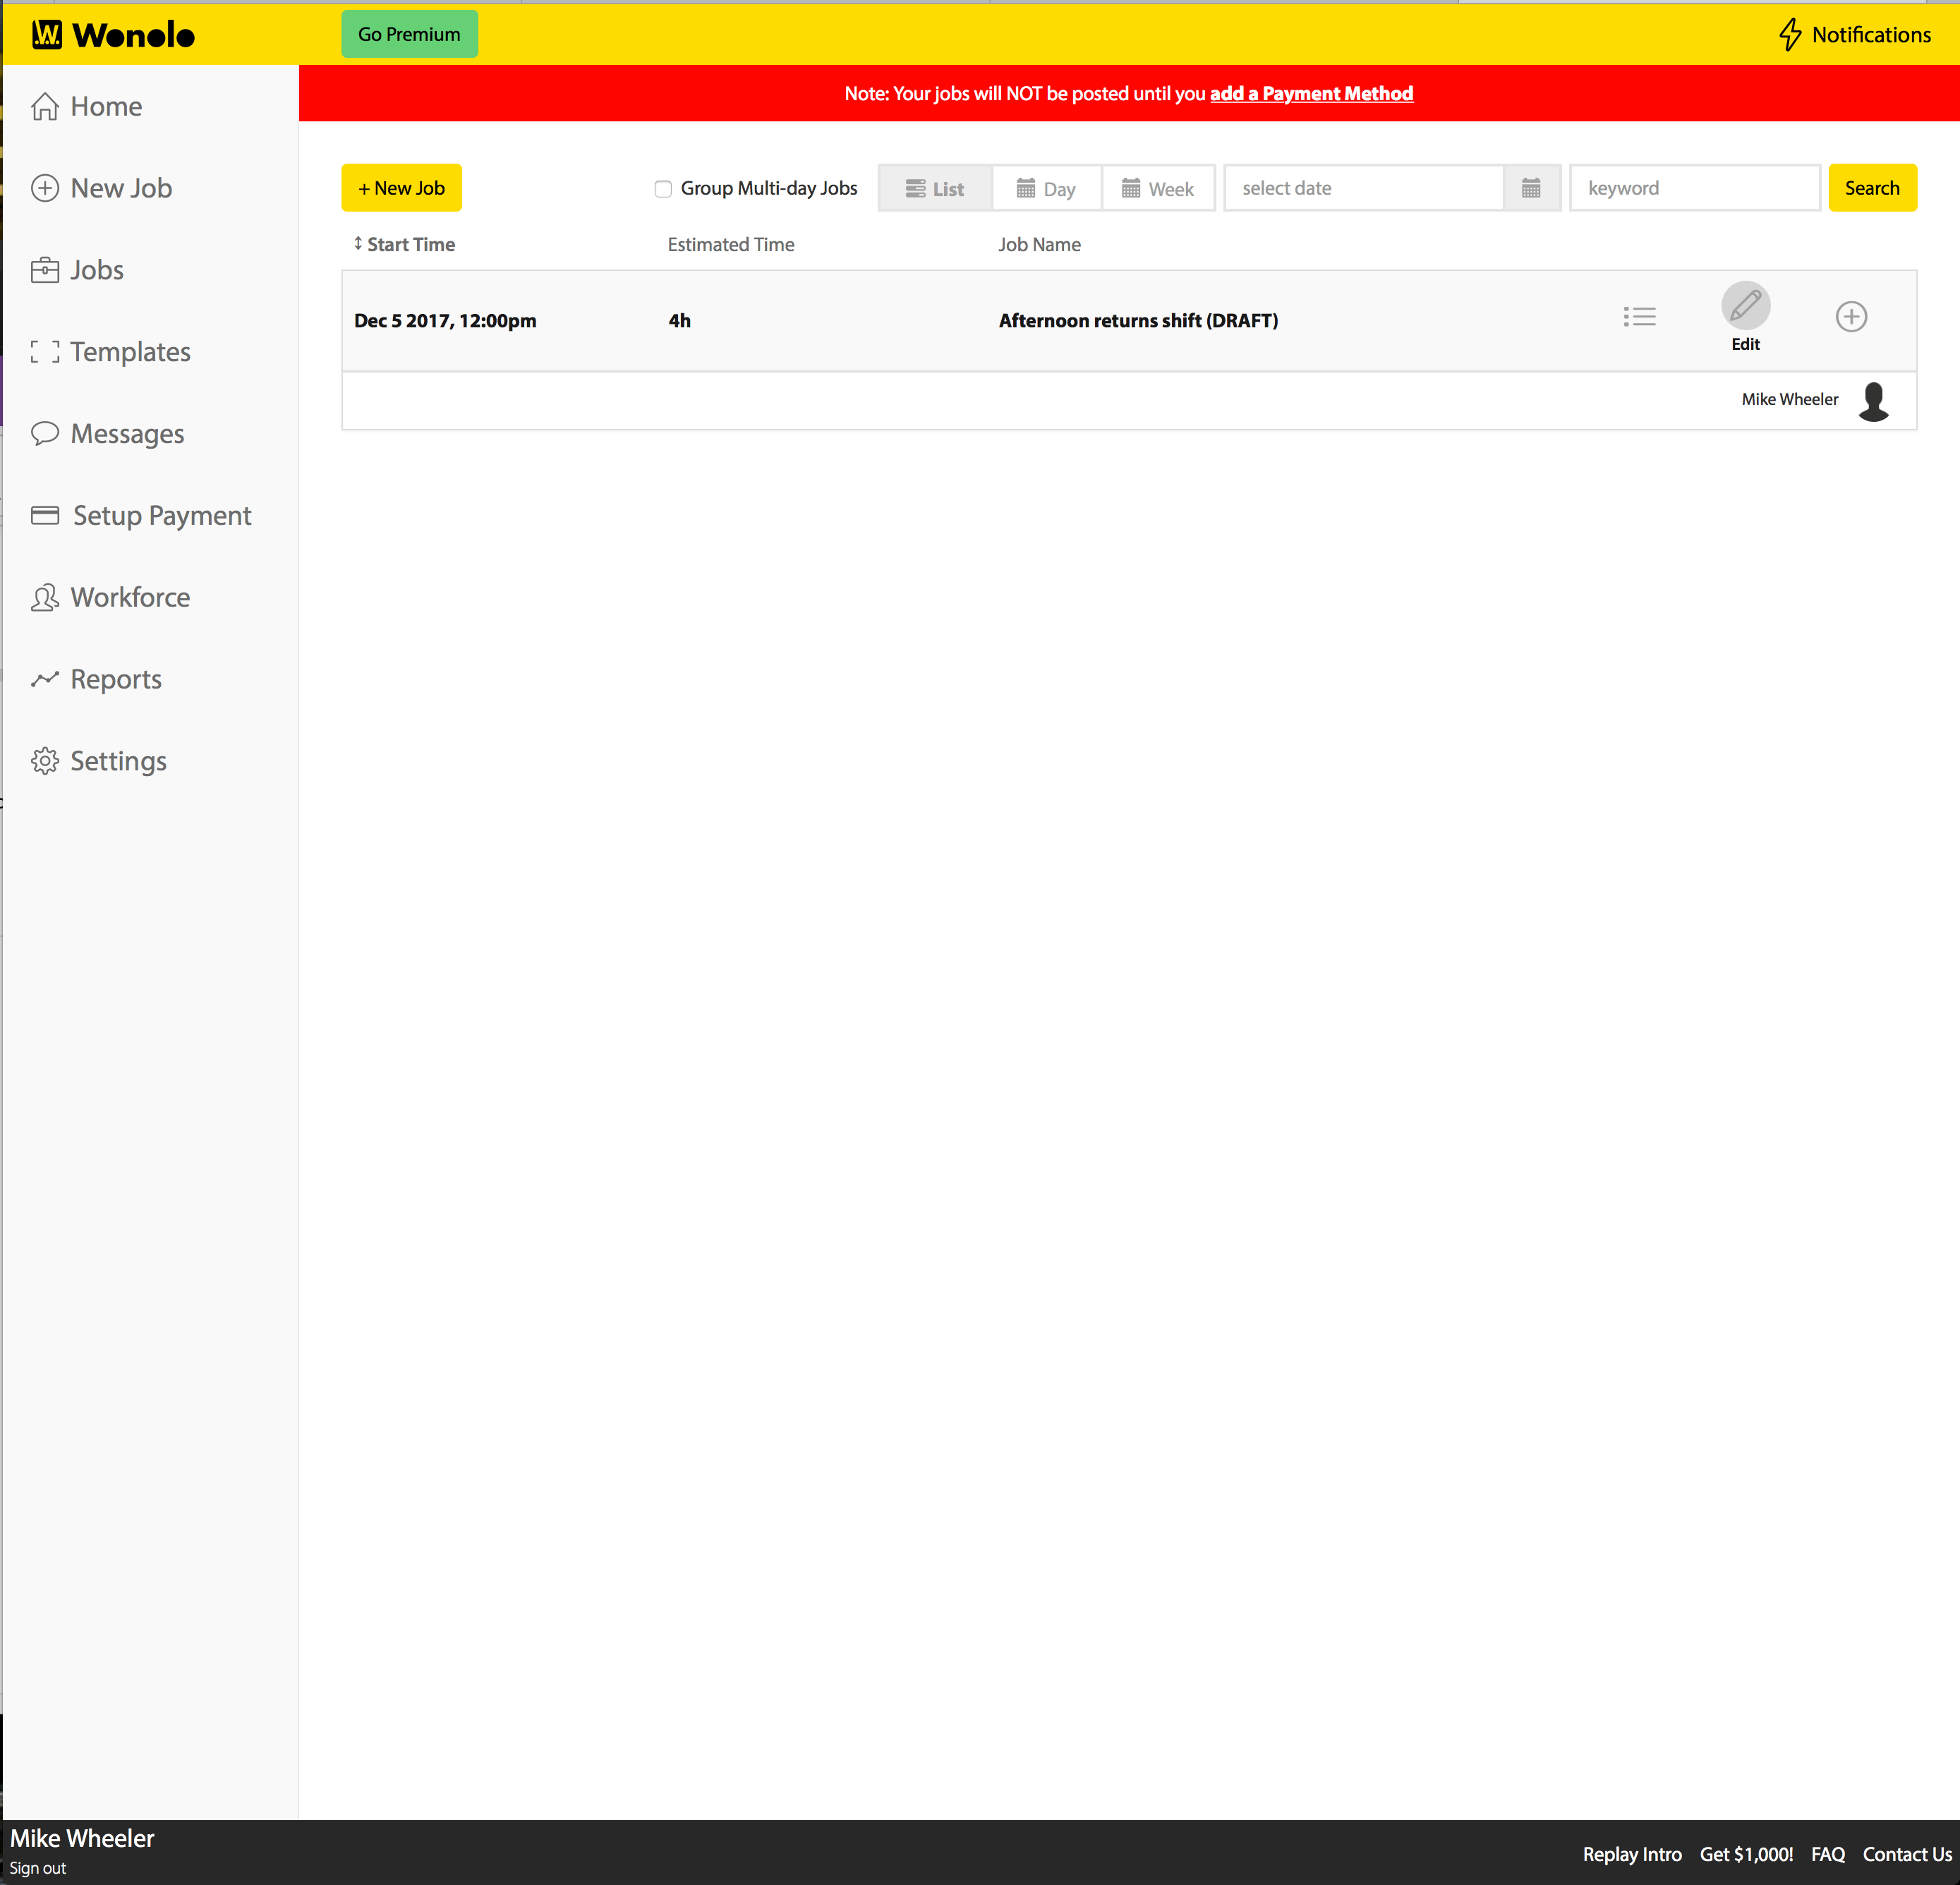 W Wonolo
Go Premium
Notifications
Note: Your jobs will NOT be posted until you add a Payment Method
Home
New Job
Jobs
Templates
Messages
Setup Payment
Workforce
Reports
Settings
+ New Job
Group Multi-day Jobs
List
Day
Week
select date
keyword
Search
Start Time
Estimated Time
Job Name
Dec 5 2017, 12:00pm
4h
Afternoon returns shift (DRAFT)
Edit
Mike Wheeler
Mike Wheeler
Sign out
Replay Intro
Get $1,000!
FAQ
Contact Us